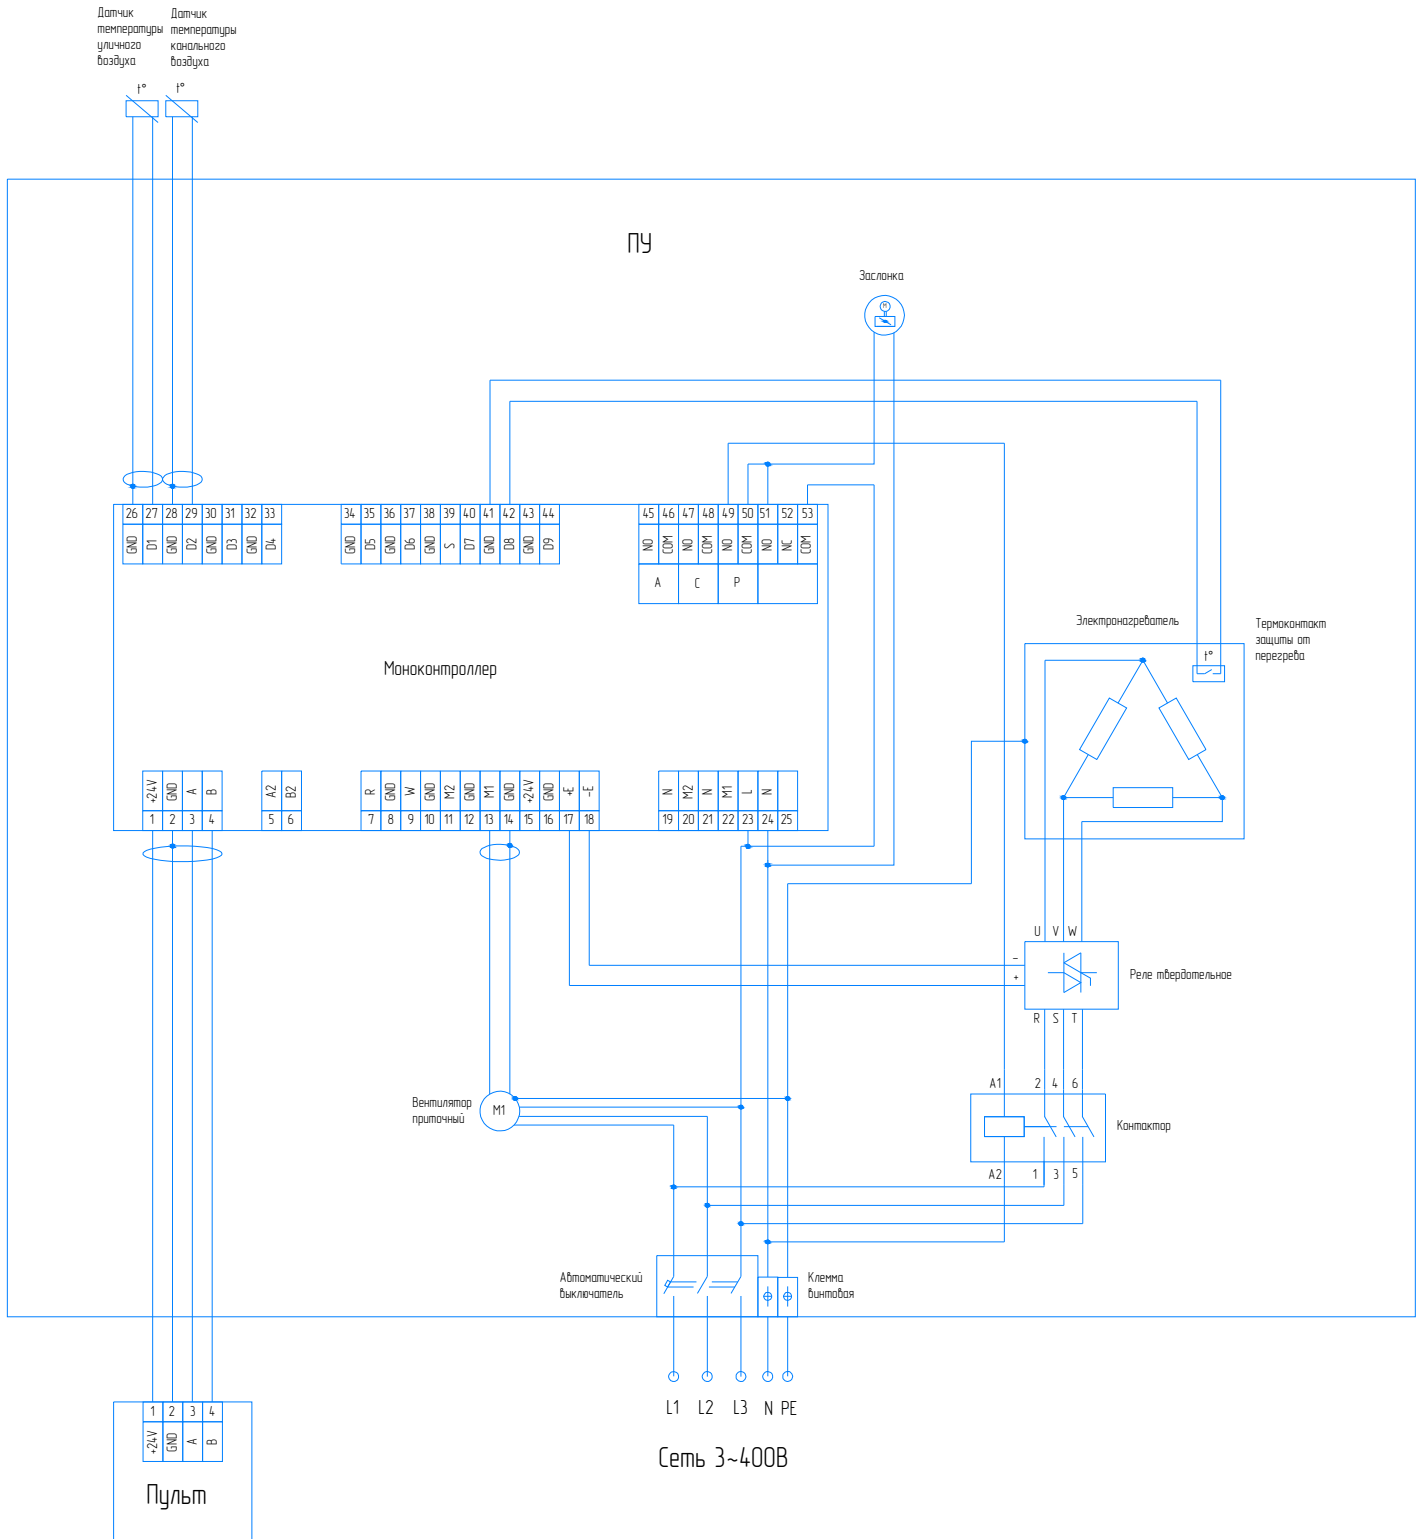 Датчик
температуры
уличного
воздуха
Датчик
температуры
канального
воздуха
t°
t°
ПУ
Заслонка
M
26 27 28 29 30 31 32 33
GND D1 GND D2 GND D3 GND D4
34 35 36 37 38 39 40 41 42 43 44
GND D5 GND D6 GND S D7 GND D8 GND D9
45 46 47 48 49 50 51 52 53
NO COM NO COM NO COM NO NC COM
A C P
Моноконтроллер
Электронагреватель
Термоконтакт
защиты от
перегрева
t°
+24V GND A B
1 2 3 4
A2 B2
5 6
R GND W GND M2 GND M1 GND +24V GND +E -E
7 8 9 10 11 12 13 14 15 16 17 18
N M2 N M1 L N
19 20 21 22 23 24 25
U V W
-
+
Реле твердотельное
R S T
A1 2 4 6
Вентилятор
приточный
M1
Контактор
A2 1 3 5
Автоматический
выключатель
Клемма
винтовая
L1 L2 L3 N PE
Сеть 3~400В
1 2 3 4
+24V GND A B
Пульт